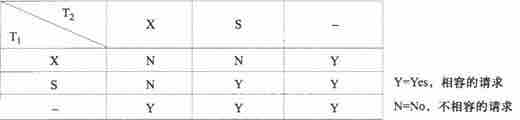 T₂ X S –
T₁
X N N Y
S N Y Y Y=Yes，相容的请求
– Y Y Y N=No，不相容的请求